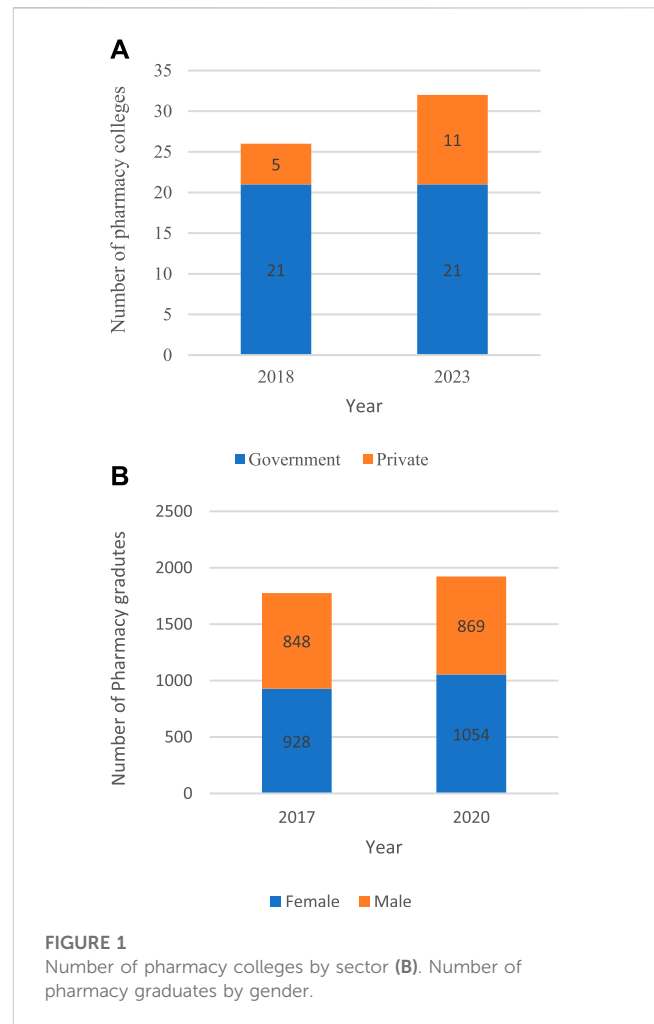 A
Number of pharmacy colleges
35
30
25
20
15
10
5
0
5
11
21
21
2018
2023
Year
Government
Private
B
Number of Pharmacy gradutes
2500
2000
1500
1000
500
0
848
869
928
1054
2017
2020
Year
Female
Male
FIGURE 1
Number of pharmacy colleges by sector (B). Number of
pharmacy graduates by gender.